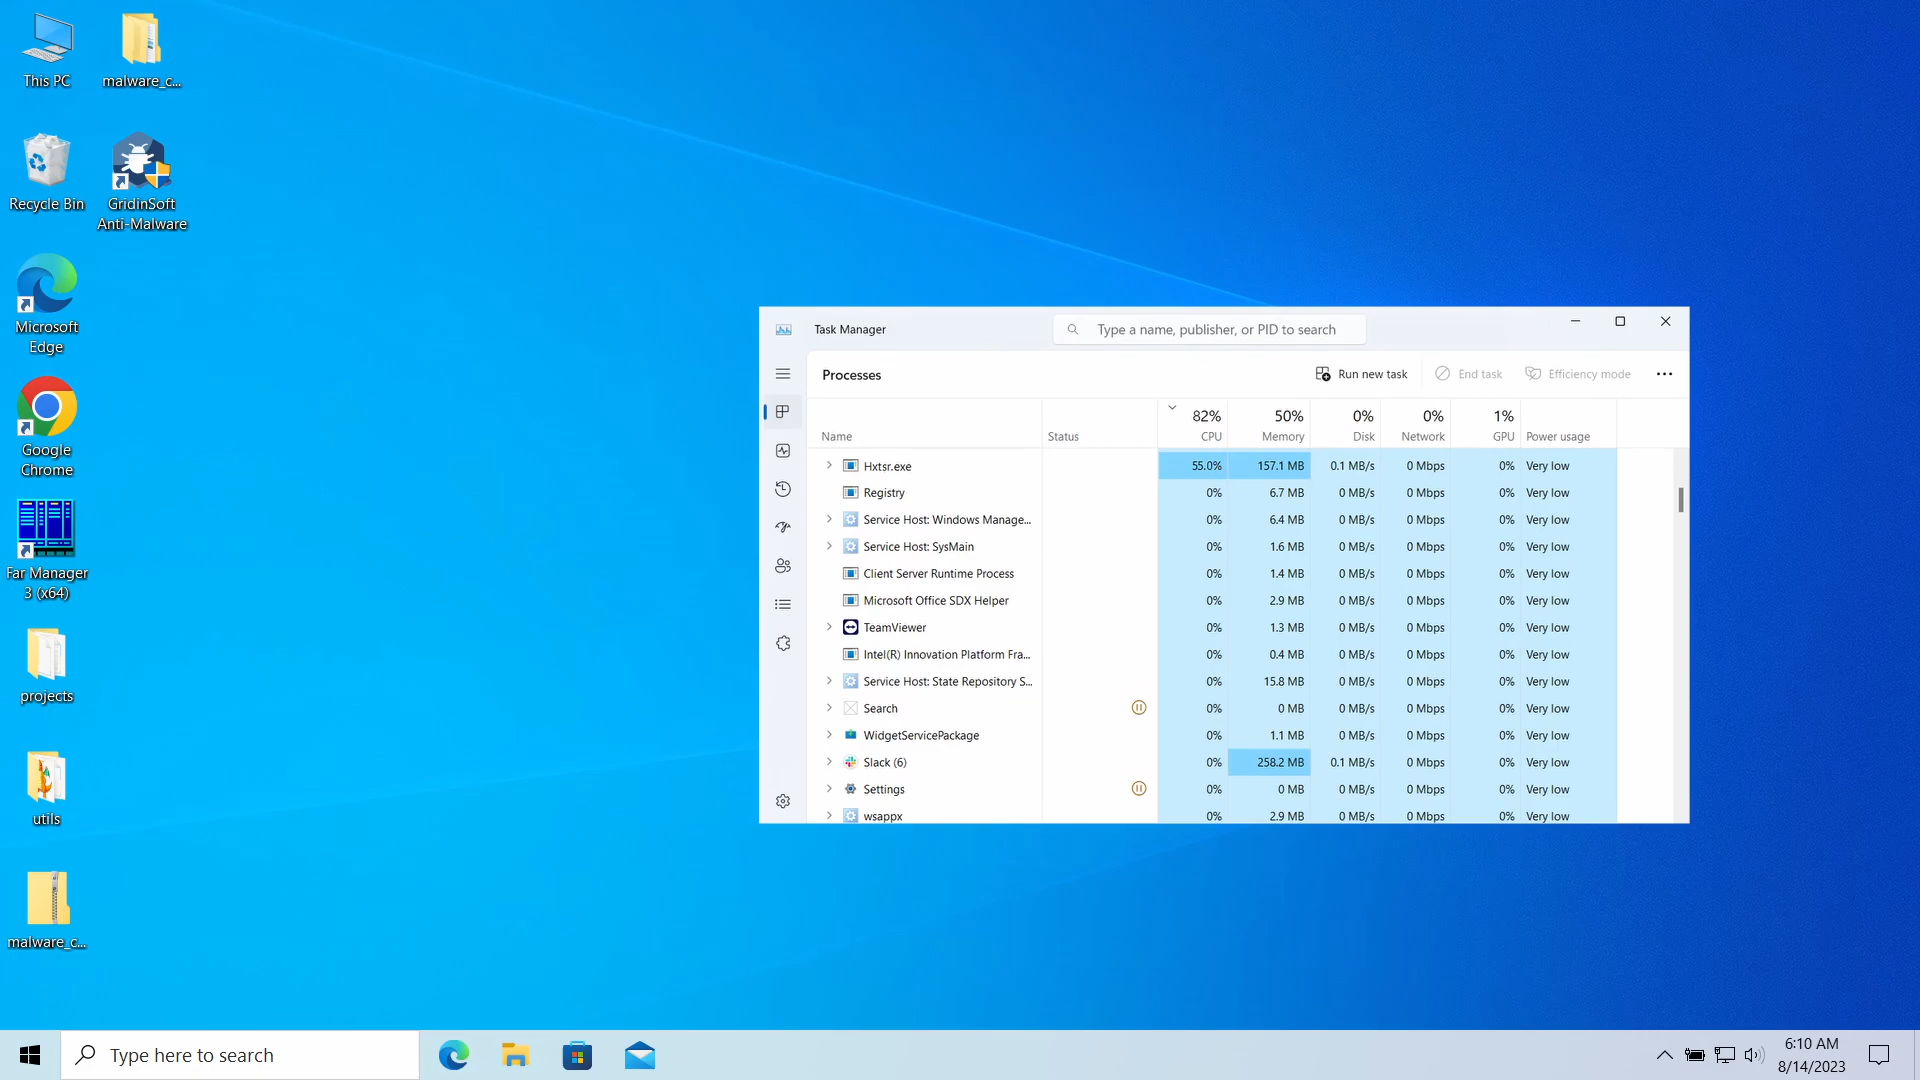 This PC
malware_c...
Recycle Bin
GridinSoft
Anti-Malware
Microsoft
Edge
Google
Chrome
Far Manager
3 (x64)
projects
utils
malware_c...
Task Manager
Type a name, publisher, or PID to search
Processes
Run new task
End task
Efficiency mode
82% 50% 0% 0% 1%
Name Status CPU Memory Disk Network GPU Power usage
Hxtsr.exe 55.0% 157.1 MB 0.1 MB/s 0 Mbps 0% Very low
Registry 0% 6.7 MB 0 MB/s 0 Mbps 0% Very low
Service Host: Windows Manage... 0% 6.4 MB 0 MB/s 0 Mbps 0% Very low
Service Host: SysMain 0% 1.6 MB 0 MB/s 0 Mbps 0% Very low
Client Server Runtime Process 0% 1.4 MB 0 MB/s 0 Mbps 0% Very low
Microsoft Office SDX Helper 0% 2.9 MB 0 MB/s 0 Mbps 0% Very low
TeamViewer 0% 1.3 MB 0 MB/s 0 Mbps 0% Very low
Intel(R) Innovation Platform Fra... 0% 0.4 MB 0 MB/s 0 Mbps 0% Very low
Service Host: State Repository S... 0% 15.8 MB 0 MB/s 0 Mbps 0% Very low
Search 0% 0 MB 0 MB/s 0 Mbps 0% Very low
WidgetServicePackage 0% 1.1 MB 0 MB/s 0 Mbps 0% Very low
Slack (6) 0% 258.2 MB 0.1 MB/s 0 Mbps 0% Very low
Settings 0% 0 MB 0 MB/s 0 Mbps 0% Very low
wsappx 0% 2.9 MB 0 MB/s 0 Mbps 0% Very low
Type here to search
6:10 AM
8/14/2023